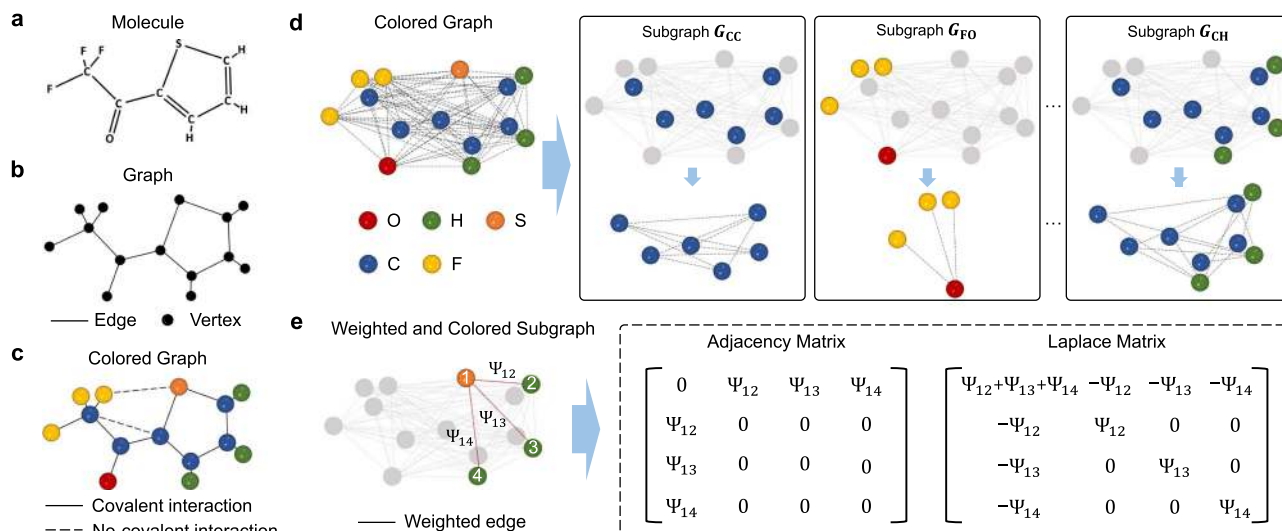 a
Molecule
F
F
F
C
C
O
C
S
C
H
C
H
C
H
b
Graph
Edge
Vertex
c
Colored Graph
Covalent interaction
No-covalent interaction
d
Colored Graph
O
H
S
C
F
Subgraph G_CC
Subgraph G_FO
...
Subgraph G_CH
...
e
Weighted and Colored Subgraph
1
2
3
4
Ψ12
Ψ13
Ψ14
Weighted edge
Adjacency Matrix
0 Ψ12 Ψ13 Ψ14
Ψ12 0 0 0
Ψ13 0 0 0
Ψ14 0 0 0
Laplace Matrix
Ψ12+Ψ13+Ψ14 −Ψ12 −Ψ13 −Ψ14
−Ψ12 Ψ12 0 0
−Ψ13 0 Ψ13 0
−Ψ14 0 0 Ψ14